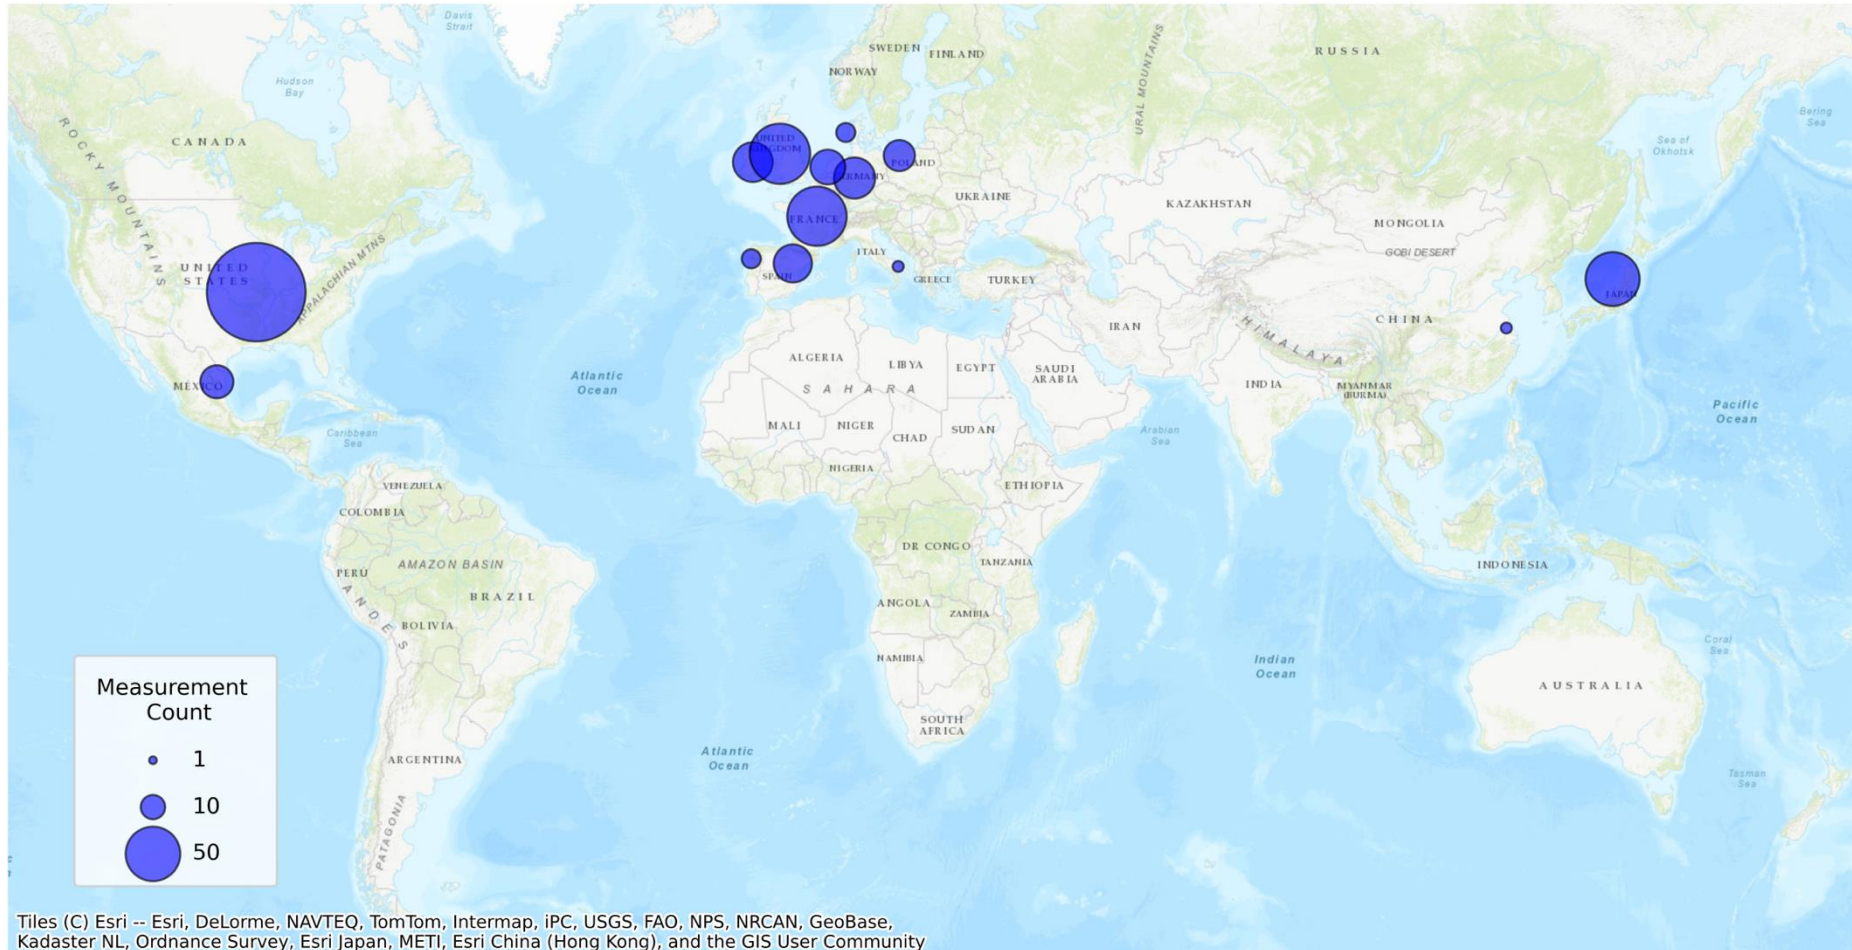 Davis
Strait
SWEDEN
FINLAND
NORWAY
RUSSIA
URAL MOUNTAINS
Hudson
Bay
Bering
Sea
Sea of
Okhotsk
ROCKY MOUNTAINS
CANADA
UNITED
KINGDOM
POLAND
GERMANY
UKRAINE
KAZAKHSTAN
MONGOLIA
FRANCE
GOBI DESERT
ITALY
UNITED
STATES
APPALACHIAN MTNS
SPAIN
GREECE
TURKEY
JAPAN
CHINA
IRAN
HIMALAYA
ALGERIA
LIBYA
EGYPT
SAUDI
ARABIA
Atlantic
Ocean
MÉXICO
SAHARA
INDIA
MYANMAR
(BURMA)
Pacific
Ocean
Caribbean
Sea
MALI
NIGER
CHAD
SUDAN
Arabian
Sea
NIGERIA
VENEZUELA
ETHIOPIA
COLOMBIA
DR CONGO
TANZANIA
AMAZON BASIN
PERU
INDONESIA
BRAZIL
ANGOLA
ZAMBIA
ANDES
BOLIVIA
Coral
Sea
NAMIBIA
Indian
Ocean
AUSTRALIA
SOUTH
AFRICA
Atlantic
Ocean
ARGENTINA
Tasman
Sea
PATAGONIA
Measurement
Count
1
10
50
Tiles (C) Esri -- Esri, DeLorme, NAVTEQ, TomTom, Intermap, iPC, USGS, FAO, NPS, NRCAN, GeoBase,
Kadaster NL, Ordnance Survey, Esri Japan, METI, Esri China (Hong Kong), and the GIS User Community